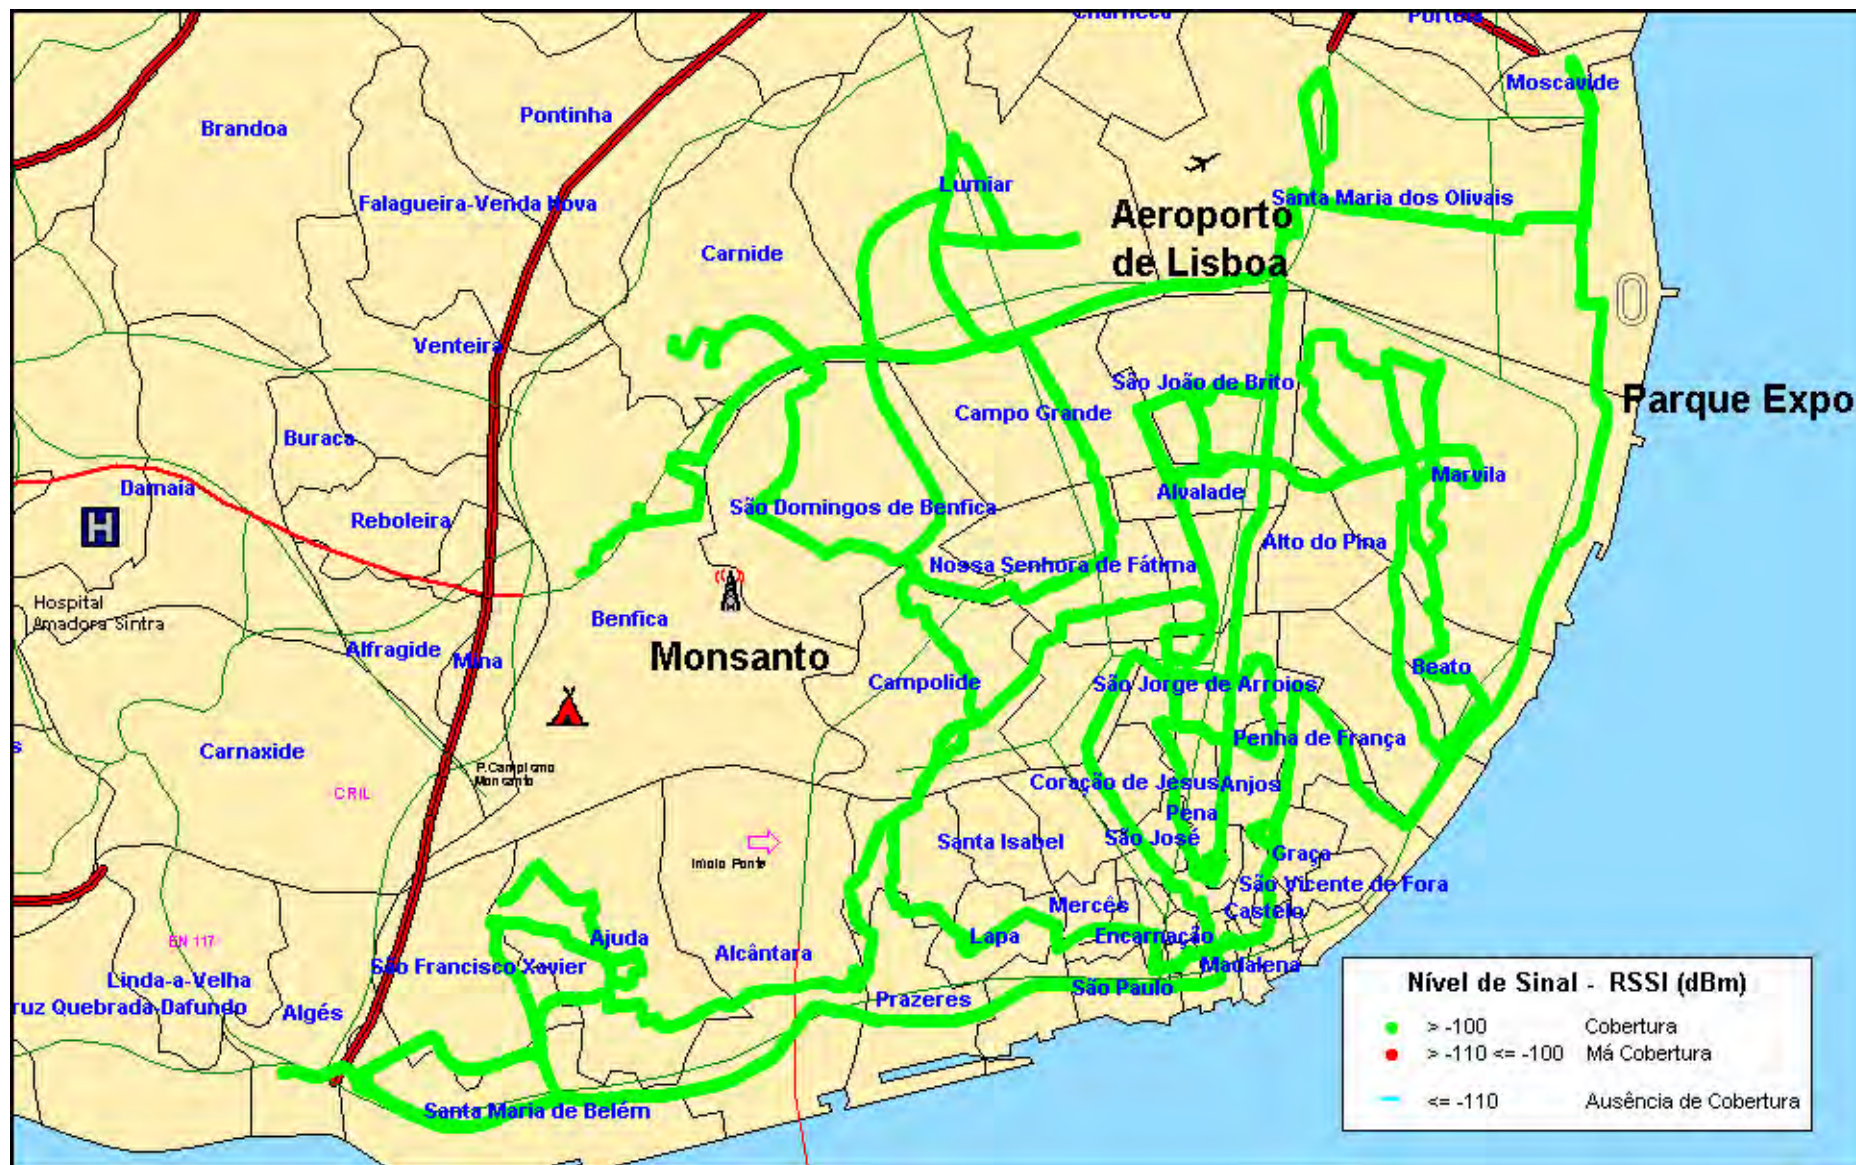 Charneca
Portela
Moscavide
Brandoa
Pontinha
Lumiar
Santa Maria dos Olivais
Falagueira-Venda Nova
Aeroporto
de Lisboa
Carnide
Venteira
São João de Brito
Parque Expo
Campo Grande
Buraca
Damaia
Marvila
Alvalade
São Domingos de Benfica
Reboleira
H
Alto do Pina
Nossa Senhora de Fátima
Hospital
Amadora Sintra
Benfica
Alfragide
Mina
Monsanto
Beato
Campolide
São Jorge de Arroios
Penha de França
s
Carnaxide
P.Campismo
Monsanto
CRIL
Coração de Jesus
Anjos
Pena
São José
Santa Isabel
Graça
Inicio Ponte
São Vicente de Fora
Mercês
Castelo
EN 117
Ajuda
Lapa
Encarnação
Alcântara
São Francisco Xavier
Madalena
Linda-a-Velha
São Paulo
Prazeres
ruz Quebrada-Dafundo
Algés
Santa Maria de Belém
Nível de Sinal - RSSI (dBm)
> -100 Cobertura
> -110 <= -100 Má Cobertura
<= -110 Ausência de Cobertura